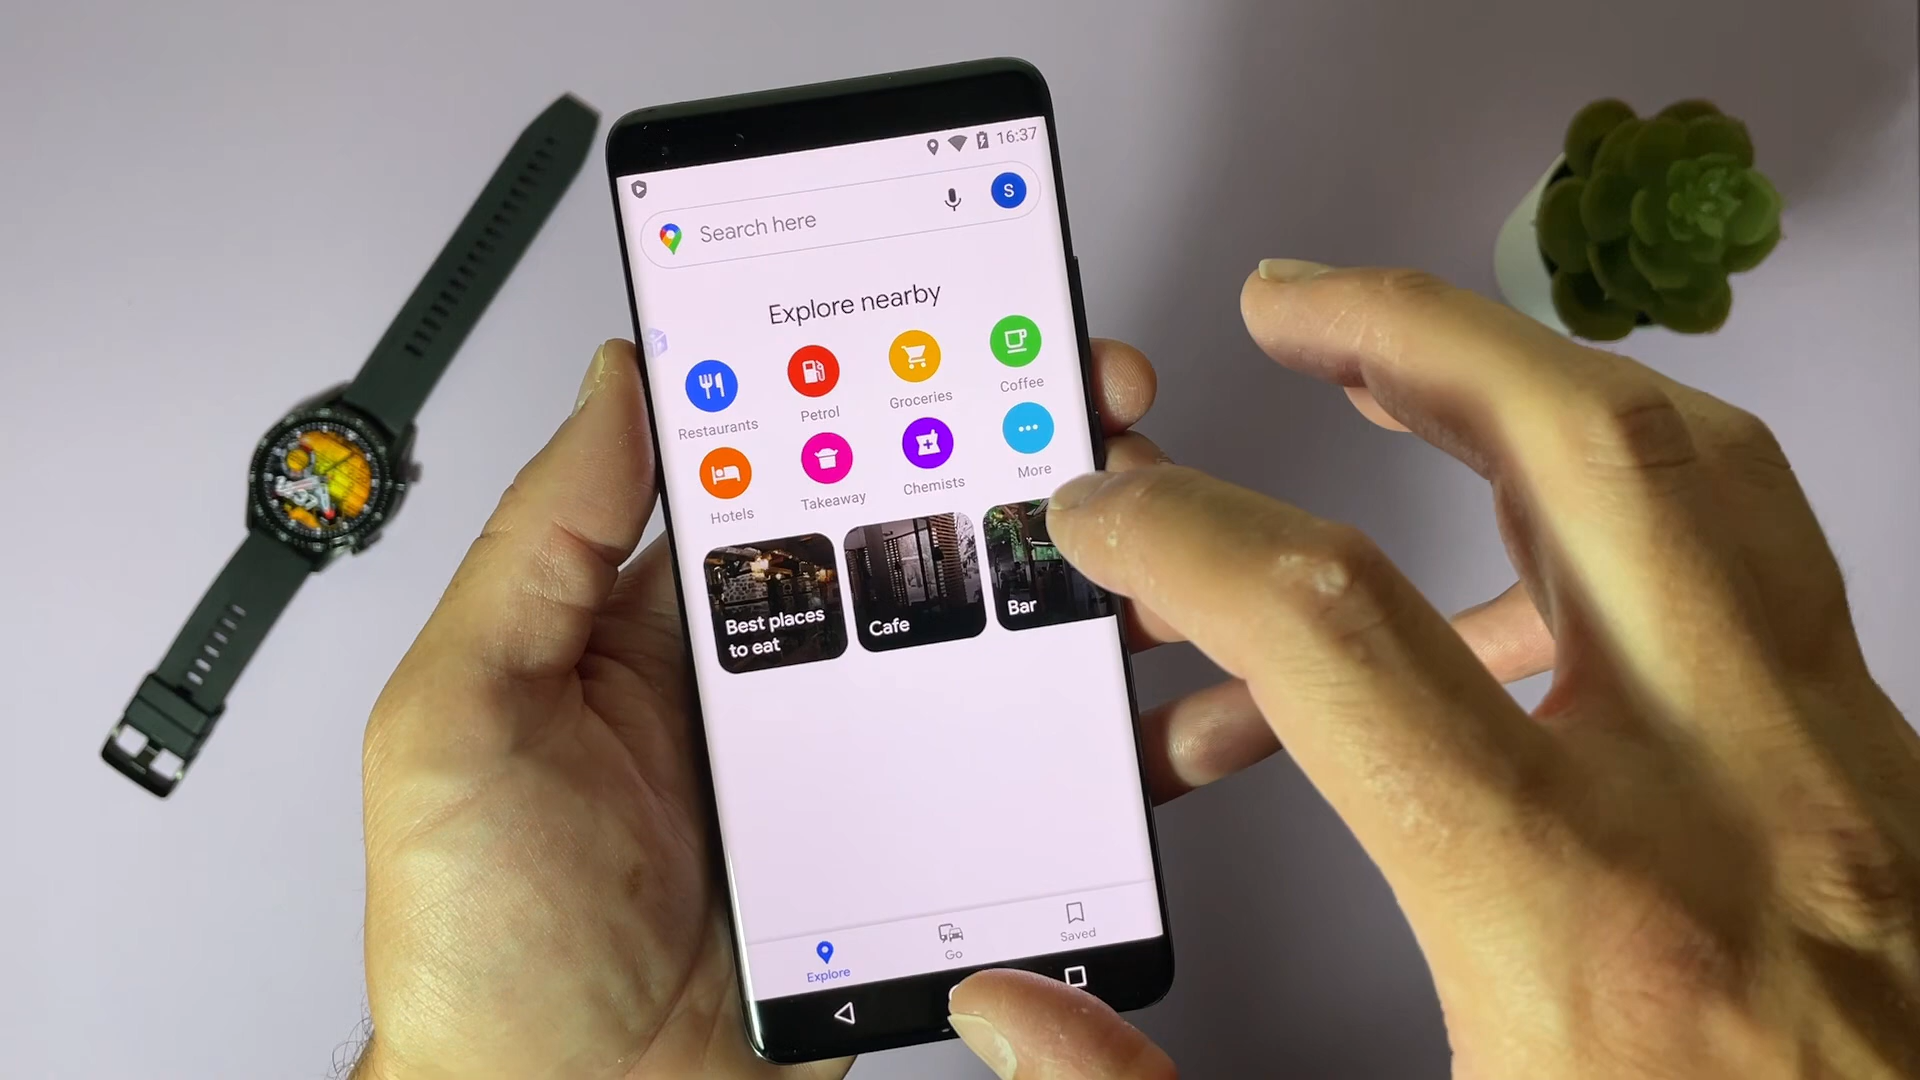 16:37
Search here
S
Explore nearby
Restaurants
Petrol
Groceries
Coffee
Hotels
Takeaway
Chemists
More
Best places
to eat
Cafe
Bar
Explore
Go
Saved